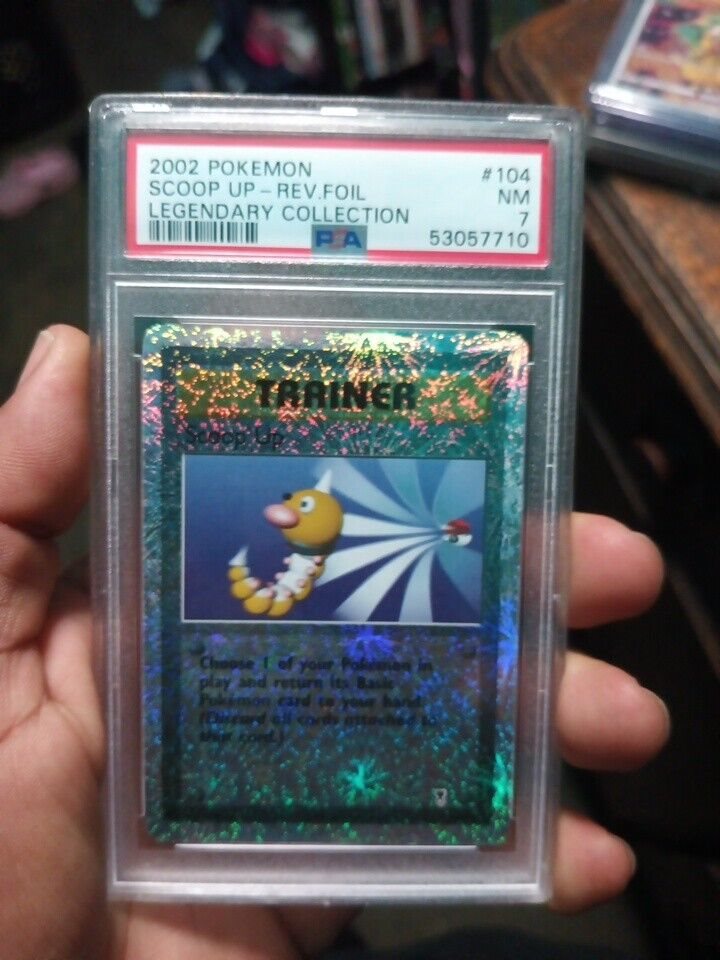 2002 POKEMON #104
SCOOP UP - REV.FOIL NM
LEGENDARY COLLECTION 7
PSA 53057710
TRAINER
Scoop Up
Choose 1 of your Pokémon in
play and return its Basic
Pokémon card to your hand.
(Discard all cards attached to
that card.)